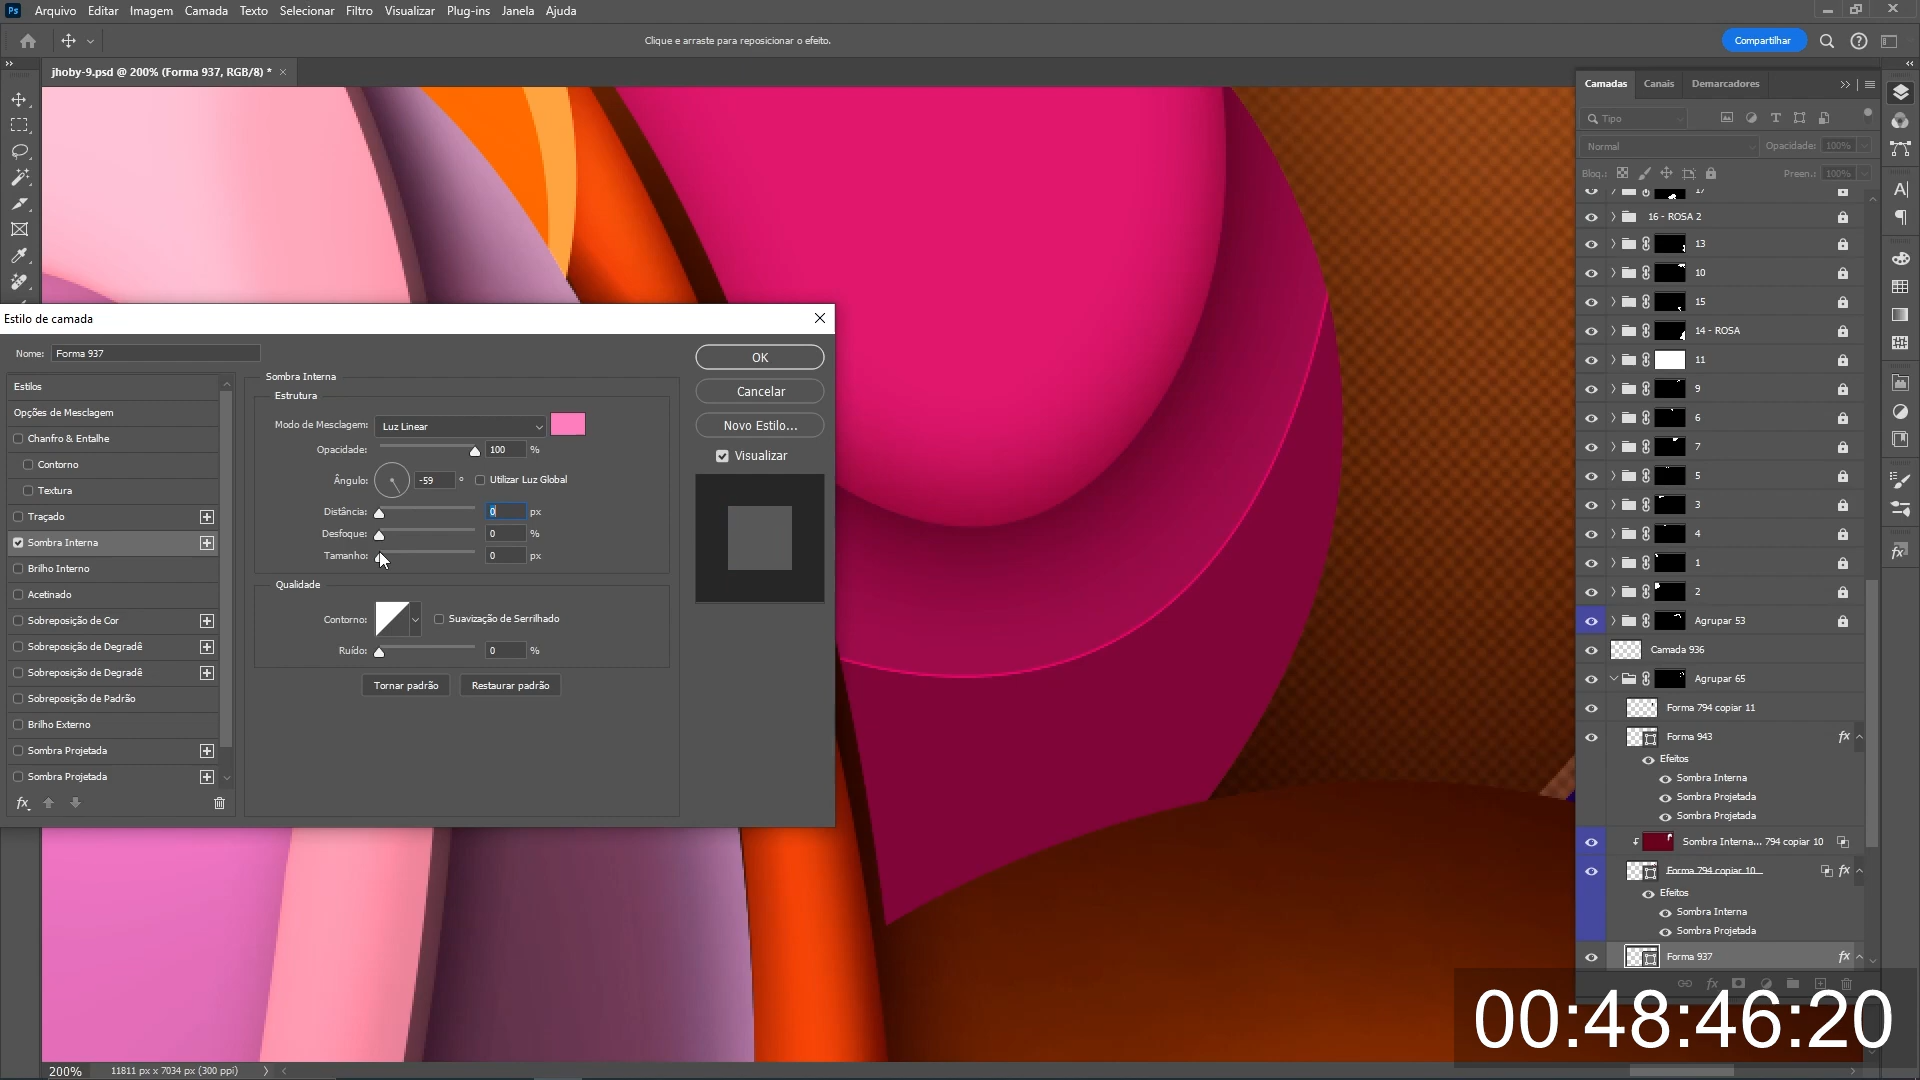 Ps Arquivo Editar Imagem Camada Texto Selecionar Filtro Visualizar Plug-ins Janela Ajuda
Clique e arraste para reposicionar o efeito.
Compartilhar
jhoby-9.psd @ 200% (Forma 937, RGB/8) *
Camadas Canais Demarcadores
Tipo
Normal Opacidade: 100%
Bloq.: Preen.: 100%
17
16 - ROSA 2
13
10
15
14 - ROSA
11
9
6
7
5
3
4
1
2
Agrupar 53
Camada 936
Agrupar 65
Forma 794 copiar 11
Forma 943 fx
Efeitos
Sombra Interna
Sombra Projetada
Sombra Projetada
Sombra Interna... 794 copiar 10
Forma 794 copiar 10 fx
Efeitos
Sombra Interna
Sombra Projetada
Forma 937 fx
Estilo de camada
Nome: Forma 937
Estilos
Opções de Mesclagem
Chanfro & Entalhe
Contorno
Textura
Traçado
Sombra Interna
Brilho Interno
Acetinado
Sobreposição de Cor
Sobreposição de Degradê
Sobreposição de Degradê
Sobreposição de Padrão
Brilho Externo
Sombra Projetada
Sombra Projetada
fx
Sombra Interna
Estrutura
Modo de Mesclagem: Luz Linear
Opacidade: 100 %
Ângulo: -59 ° Utilizar Luz Global
Distância: 0 px
Desfoque: 0 %
Tamanho: 0 px
Qualidade
Contorno: Suavização de Serrilhado
Ruído: 0 %
Tornar padrão Restaurar padrão
OK
Cancelar
Novo Estilo...
Visualizar
00:48:46:20
200% 11811 px x 7034 px (300 ppi)